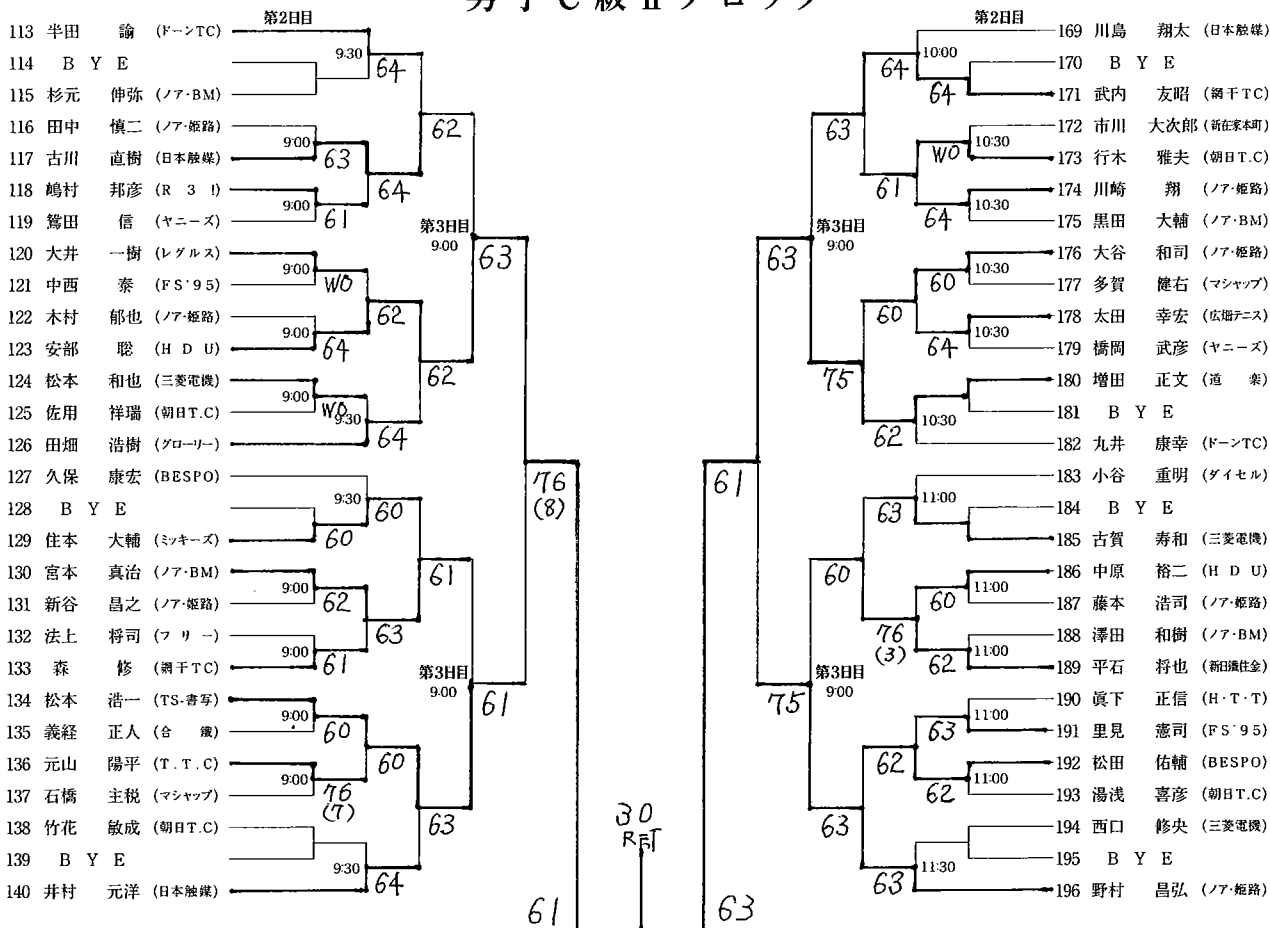 男子C級Ⅱブロック
第2日目
113 半田 諭 (ドーンTC)
114 B Y E
115 杉元 伸弥 (ノア・BM)
116 田中 慎二 (ノア・姫路)
117 古川 直樹 (日本触媒)
118 嶋村 邦彦 (R 3 !)
119 鷲田 信 (ヤニーズ)
120 大井 一樹 (レグルス)
121 中西 泰 (FS'95)
122 木村 郁也 (ノア・姫路)
123 安部 聡 (H D U)
124 松本 和也 (三菱電機)
125 佐用 祥瑞 (朝日T.C)
126 田畑 浩樹 (グローリー)
127 久保 康宏 (BESPO)
128 B Y E
129 住本 大輔 (ミッキーズ)
130 宮本 真治 (ノア・BM)
131 新谷 昌之 (ノア・姫路)
132 法上 将司 (フリー)
133 森 修 (網干TC)
134 松本 浩一 (TS-書写)
135 義経 正人 (合 鐵)
136 元山 陽平 (T.T.C)
137 石橋 主税 (マシャップ)
138 竹花 敏成 (朝日T.C)
139 B Y E
140 井村 元洋 (日本触媒)
9:30
9:00
9:00
9:00
9:00
9:00
9:30
9:30
9:00
9:00
9:00
9:00
9:30
63
61
WO
64
WO
60
62
61
60
76
(7)
64
64
62
64
60
63
60
64
62
62
61
63
第3日目
9:00
63
第3日目
9:00
61
76
(8)
61
30
RET
63
61
63
第3日目
9:00
75
第3日目
9:00
63
75
60
63
64
61
60
62
63
76
(3)
62
63
64
WO
64
60
64
60
62
63
62
10:00
10:30
10:30
10:30
10:30
10:30
11:00
11:00
11:00
11:00
11:00
11:30
第2日目
169 川島 翔太 (日本触媒)
170 B Y E
171 武内 友昭 (網干TC)
172 市川 大次郎 (新在家本町)
173 行木 雅夫 (朝日T.C)
174 川崎 翔 (ノア・姫路)
175 黒田 大輔 (ノア・BM)
176 大谷 和司 (ノア・姫路)
177 多賀 健右 (マシャップ)
178 太田 幸宏 (広畑テニス)
179 橋岡 武彦 (ヤニーズ)
180 増田 正文 (道 楽)
181 B Y E
182 丸井 康幸 (ドーンTC)
183 小谷 重明 (ダイセル)
184 B Y E
185 古賀 寿和 (三菱電機)
186 中原 裕二 (H D U)
187 藤本 浩司 (ノア・姫路)
188 澤田 和樹 (ノア・BM)
189 平石 将也 (新日鐵住金)
190 眞下 正信 (H・T・T)
191 里見 憲司 (FS'95)
192 松田 佑輔 (BESPO)
193 湯浅 喜彦 (朝日T.C)
194 西口 修央 (三菱電機)
195 B Y E
196 野村 昌弘 (ノア・姫路)